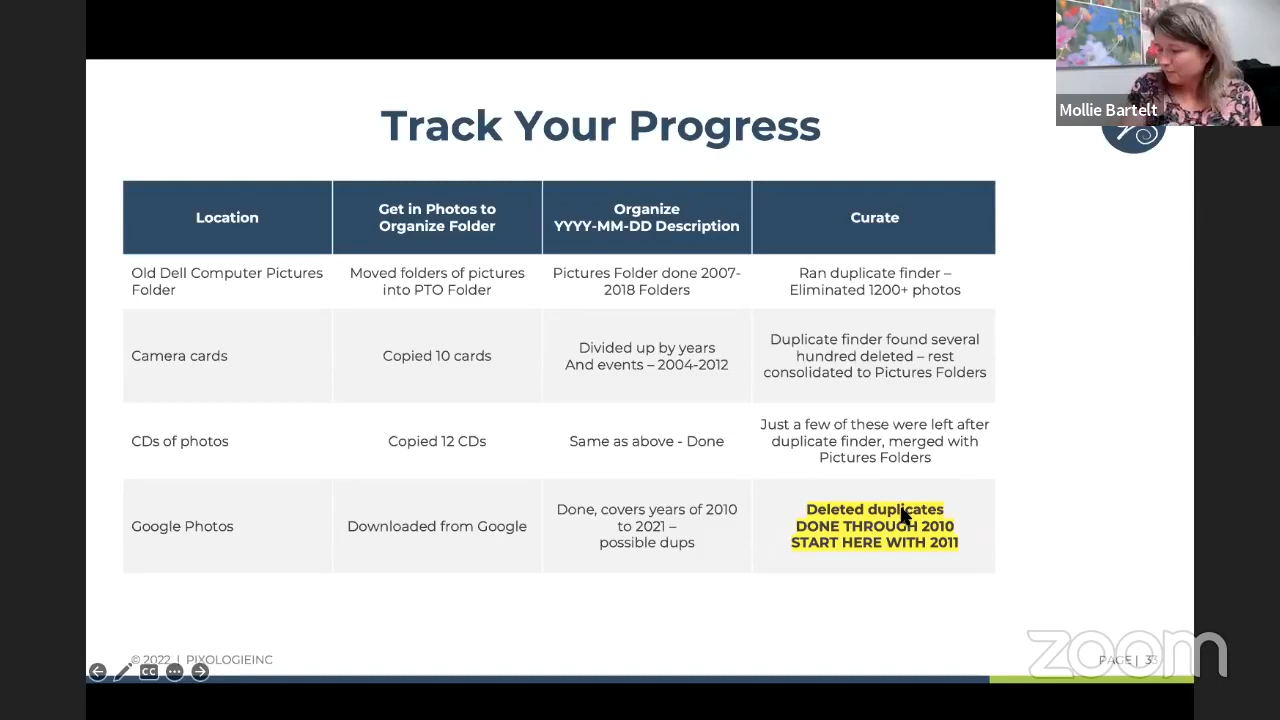 Mollie Bartelt
Track Your Progress
Location
Get in Photos to
Organize Folder
Organize
YYYY-MM-DD Description
Curate
Old Dell Computer Pictures
Folder
Moved folders of pictures
into PTO Folder
Pictures Folder done 2007-
2018 Folders
Ran duplicate finder –
Eliminated 1200+ photos
Camera cards
Copied 10 cards
Divided up by years
And events – 2004-2012
Duplicate finder found several
hundred deleted – rest
consolidated to Pictures Folders
CDs of photos
Copied 12 CDs
Same as above - Done
Just a few of these were left after
duplicate finder, merged with
Pictures Folders
Google Photos
Downloaded from Google
Done, covers years of 2010
to 2021 –
possible dups
Deleted duplicates
DONE THROUGH 2010
START HERE WITH 2011
© 2022 | PIXOLOGIEINC
CC
PAGE | 33
zoom